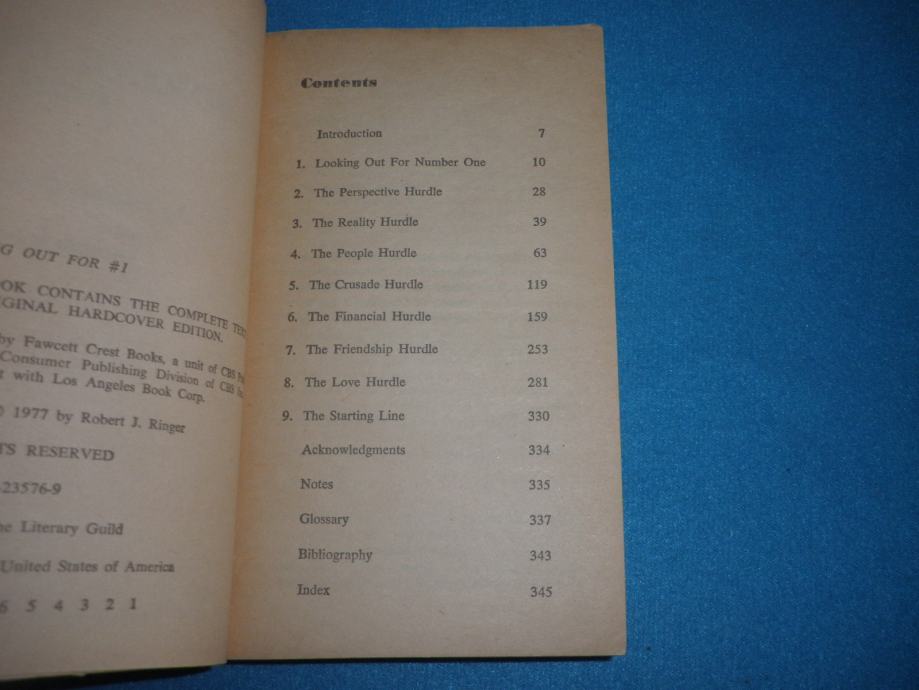 G OUT FOR #1
OOK CONTAINS THE COMPLETE TEXT
IGINAL HARDCOVER EDITION.
by Fawcett Crest Books, a unit of CBS
Consumer Publishing Division of CBS
t with Los Angeles Book Corp.
© 1977 by Robert J. Ringer
TS RESERVED
-23576-9
he Literary Guild
United States of America
6 5 4 3 2 1
Contents
Introduction 7
1. Looking Out For Number One 10
2. The Perspective Hurdle 28
3. The Reality Hurdle 39
4. The People Hurdle 63
5. The Crusade Hurdle 119
6. The Financial Hurdle 159
7. The Friendship Hurdle 253
8. The Love Hurdle 281
9. The Starting Line 330
Acknowledgments 334
Notes 335
Glossary 337
Bibliography 343
Index 345